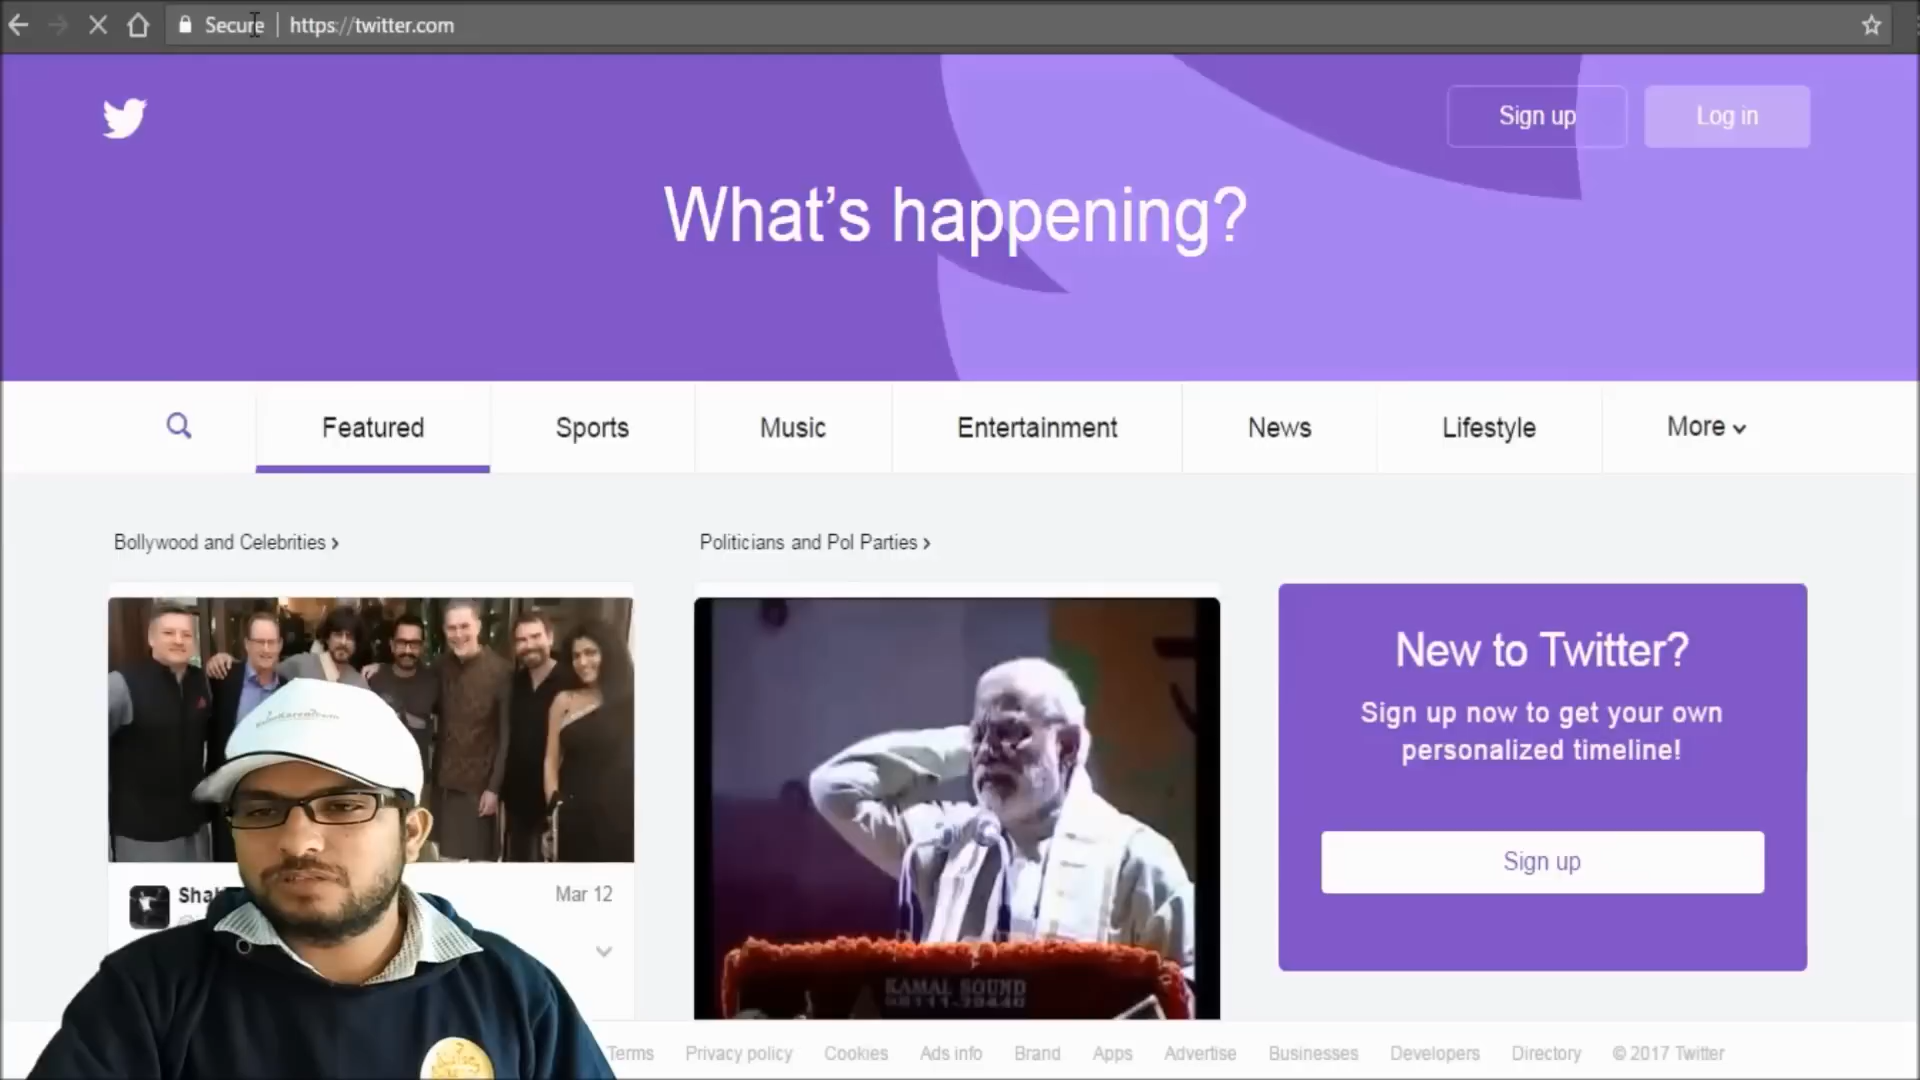 Secure https://twitter.com
Sign up
Log in
What's happening?
Featured
Sports
Music
Entertainment
News
Lifestyle
More
Bollywood and Celebrities
Politicians and Pol Parties
New to Twitter?
Sign up now to get your own
personalized timeline!
Sign up
Mar 12
KAMAL SOUND
Terms
Privacy policy
Cookies
Ads info
Brand
Apps
Advertise
Businesses
Developers
Directory
© 2017 Twitter